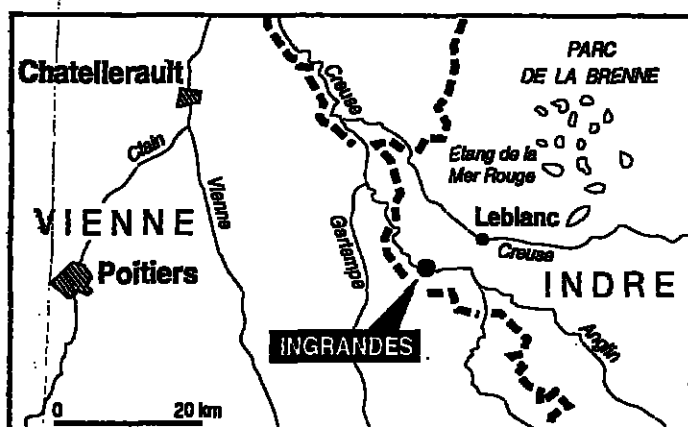 PARC
DE LA BRENNE
Chatellerault
Creuse
Clain
Vienne
Etang de la
Mer Rouge
Gartempe
Leblanc
VIENNE
Creuse
Poitiers
INDRE
INGRANDES
Anglin
0 20 km